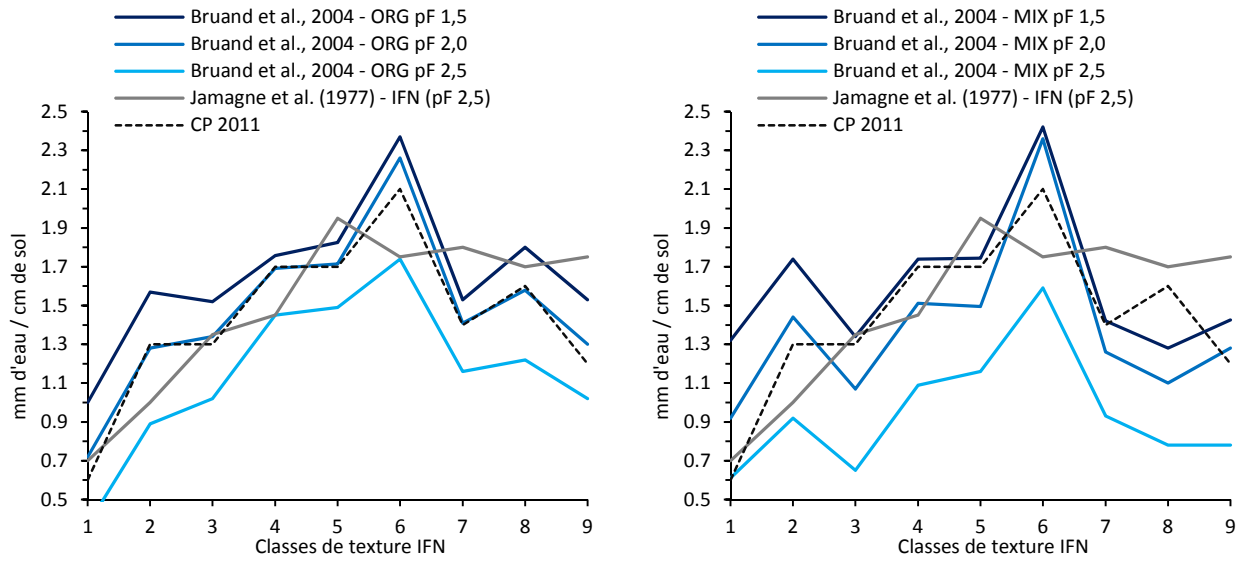 Bruand et al., 2004 - ORG pF 1,5
Bruand et al., 2004 - ORG pF 2,0
Bruand et al., 2004 - ORG pF 2,5
Jamagne et al. (1977) - IFN (pF 2,5)
CP 2011
2.5
2.3
2.1
1.9
1.7
1.5
1.3
1.1
0.9
0.7
0.5
mm d'eau / cm de sol
1 2 3 4 5 6 7 8 9
Classes de texture IFN
Bruand et al., 2004 - MIX pF 1,5
Bruand et al., 2004 - MIX pF 2,0
Bruand et al., 2004 - MIX pF 2,5
Jamagne et al. (1977) - IFN (pF 2,5)
CP 2011
2.5
2.3
2.1
1.9
1.7
1.5
1.3
1.1
0.9
0.7
0.5
mm d'eau / cm de sol
1 2 3 4 5 6 7 8 9
Classes de texture IFN